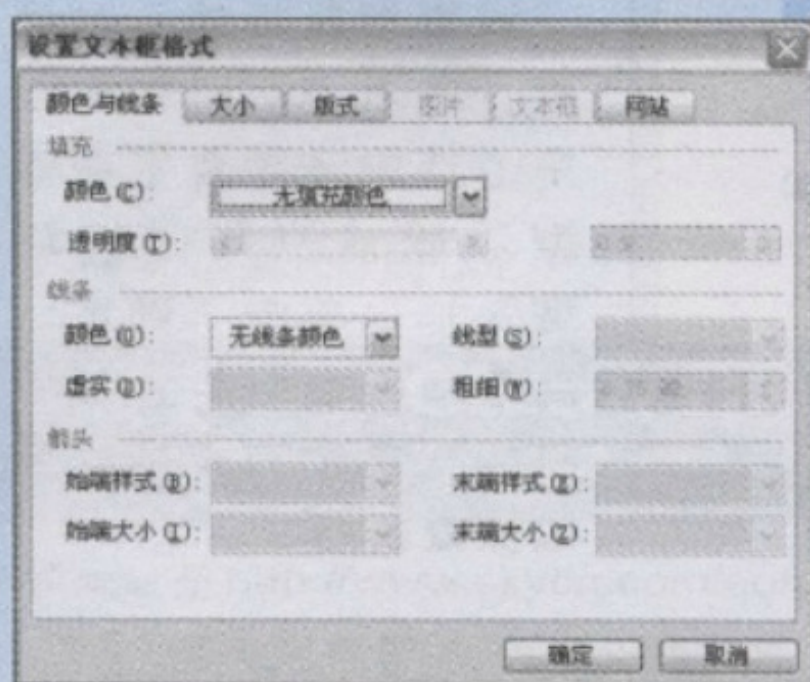 设置文本框格式
颜色与线条 大小 版式 图片 文本框 网站
填充
颜色(C): 无填充颜色
透明度(T):
线条
颜色(O): 无线条颜色 线型(S):
虚实(D): 粗细(W):
箭头
始端样式(B): 末端样式(E):
始端大小(I): 末端大小(Z):
确定 取消